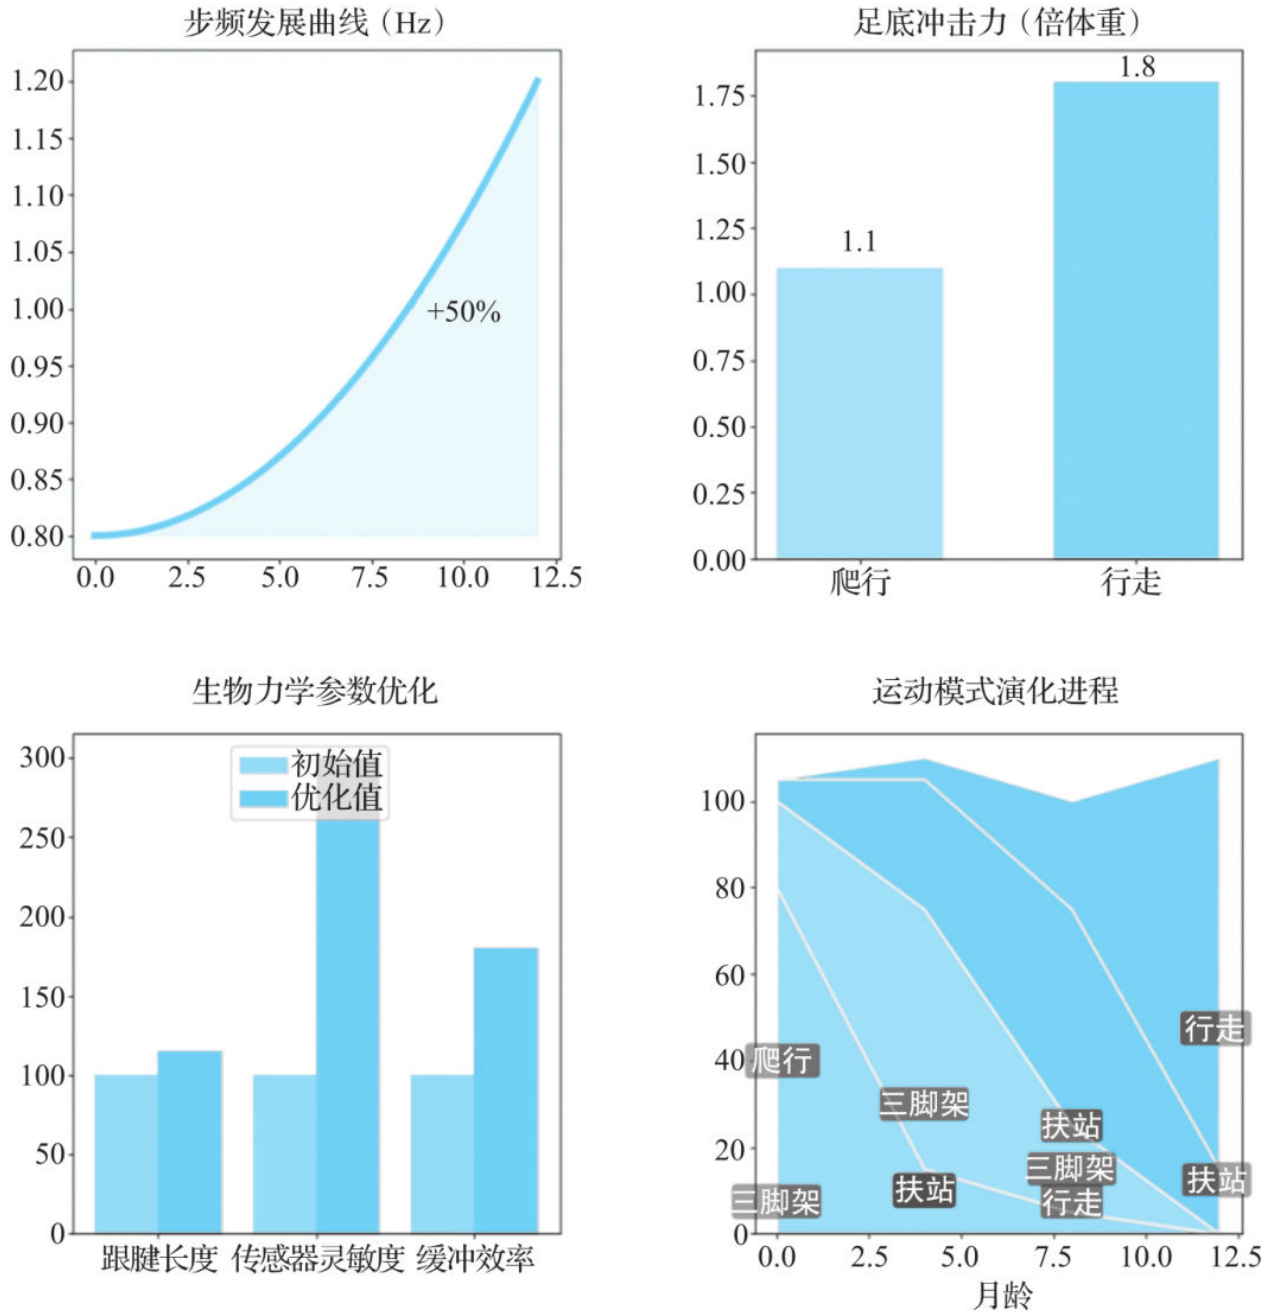 步频发展曲线（Hz）
1.20
1.15
1.10
1.05
1.00
0.95
0.90
0.85
0.80
+50%
0.0 2.5 5.0 7.5 10.0 12.5
足底冲击力（倍体重）
1.75
1.50
1.25
1.00
0.75
0.50
0.25
0.00
1.1
1.8
爬行 行走
生物力学参数优化
300
250
200
150
100
50
0
初始值
优化值
跟腱长度 传感器灵敏度 缓冲效率
运动模式演化进程
100
80
60
40
20
0
爬行
三脚架
三脚架
扶站
扶站
三脚架
行走
行走
扶站
0.0 2.5 5.0 7.5 10.0 12.5
月龄